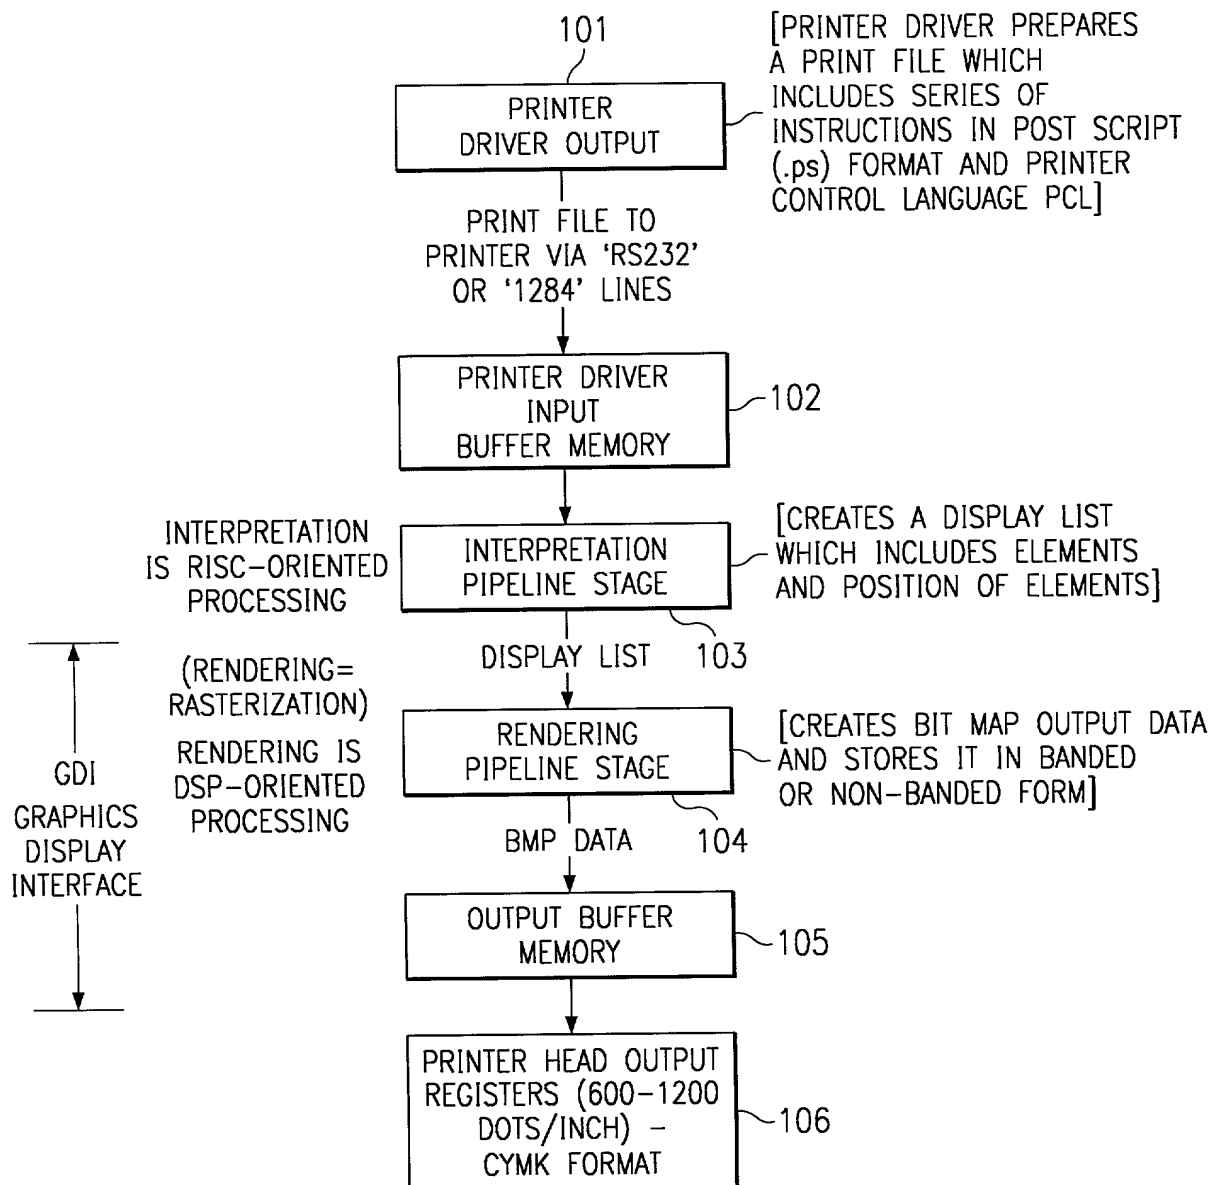 101
PRINTER
DRIVER OUTPUT
[PRINTER DRIVER PREPARES
A PRINT FILE WHICH
INCLUDES SERIES OF
INSTRUCTIONS IN POST SCRIPT
(.ps) FORMAT AND PRINTER
CONTROL LANGUAGE PCL]
PRINT FILE TO
PRINTER VIA ‘RS232’
OR ‘1284’ LINES
PRINTER DRIVER
INPUT
BUFFER MEMORY
102
INTERPRETATION
IS RISC-ORIENTED
PROCESSING
INTERPRETATION
PIPELINE STAGE
[CREATES A DISPLAY LIST
WHICH INCLUDES ELEMENTS
AND POSITION OF ELEMENTS]
103
DISPLAY LIST
(RENDERING=
RASTERIZATION)
RENDERING IS
DSP-ORIENTED
PROCESSING
RENDERING
PIPELINE STAGE
[CREATES BIT MAP OUTPUT DATA
AND STORES IT IN BANDED
OR NON-BANDED FORM]
104
GDI
GRAPHICS
DISPLAY
INTERFACE
BMP DATA
OUTPUT BUFFER
MEMORY
105
PRINTER HEAD OUTPUT
REGISTERS (600-1200
DOTS/INCH) -
CYMK FORMAT
106